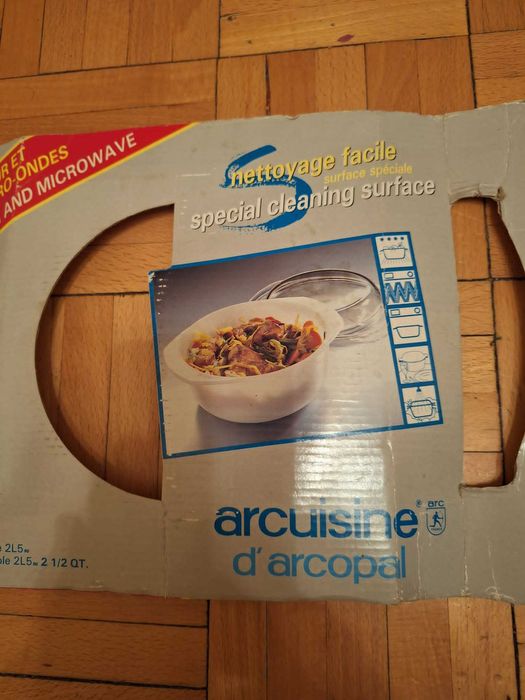 R ET
RO-ONDES
AND MICROWAVE
S
nettoyage facile
surface spéciale
special cleaning surface
arcuisine
arc
d'arcopal
e 2L5
ble 2L5 2 1/2 QT.